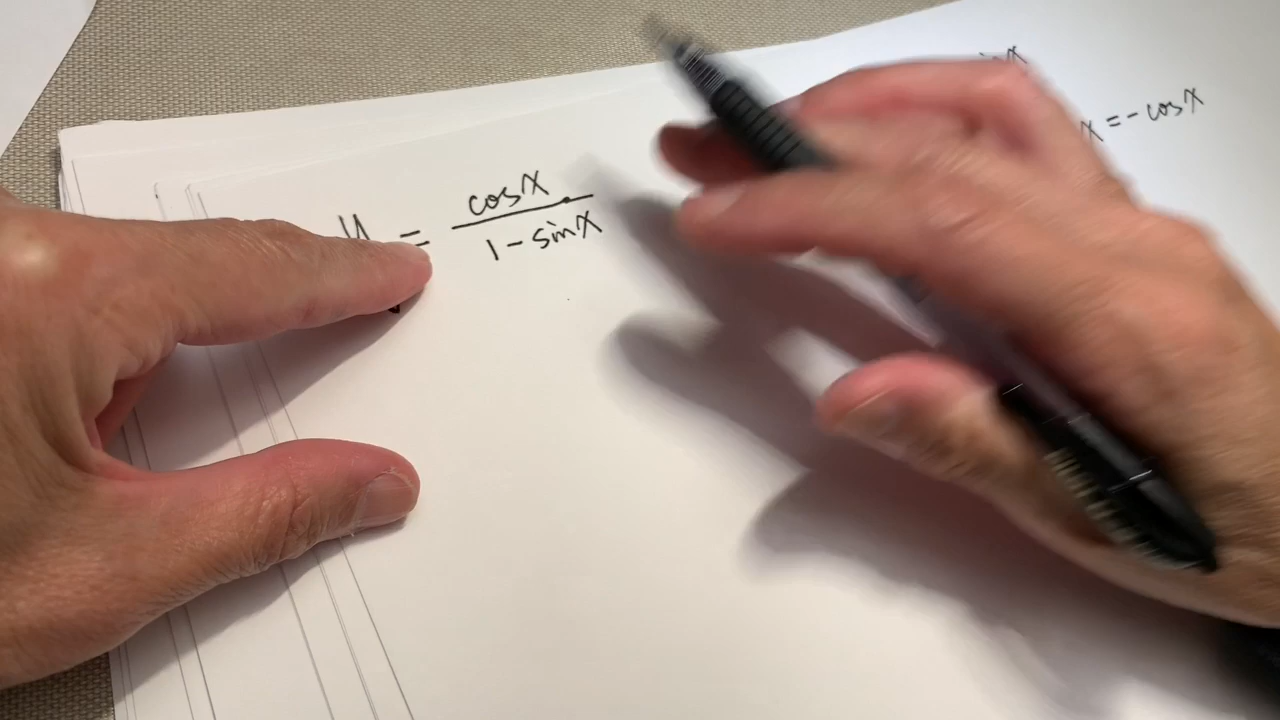 y = cos x / 1 - sin x
x = - cos x